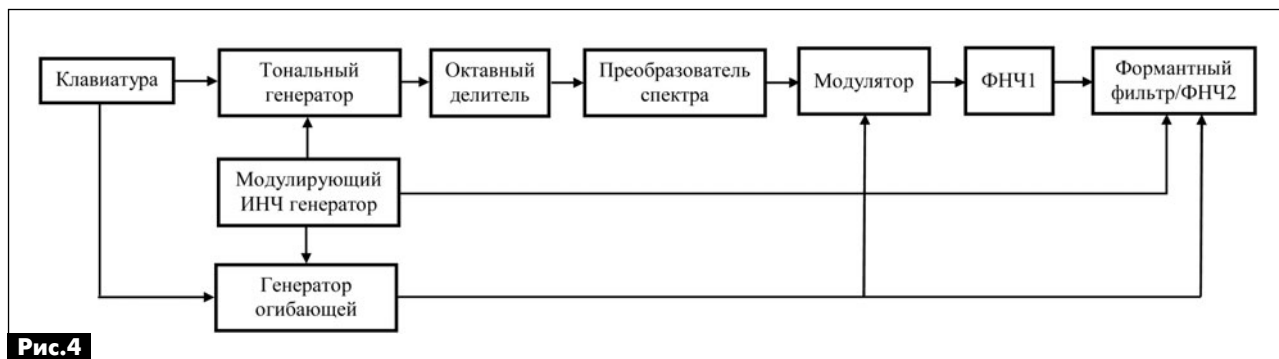 Клавиатура
Тональный
генератор
Октавный
делитель
Преобразователь
спектра
Модулятор
ФНЧ1
Формантный
фильтр/ФНЧ2
Модулирующий
ИНЧ генератор
Генератор
огибающей
Рис.4